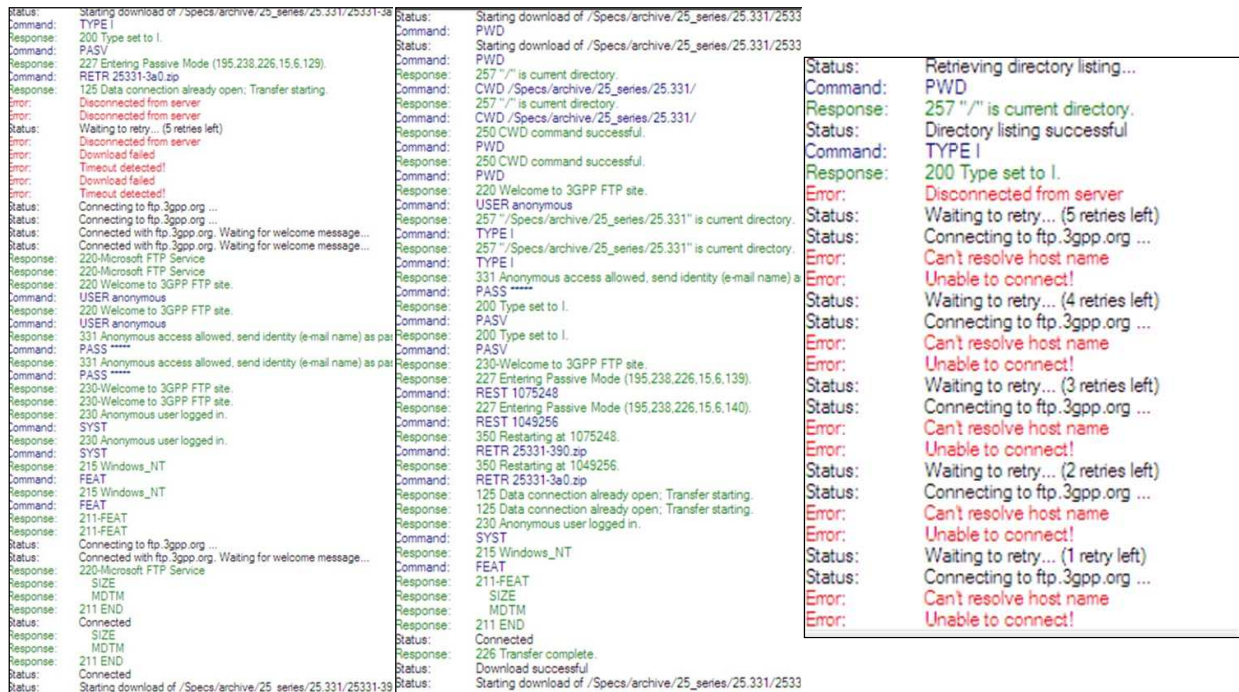 Status: Starting download of /Specs/archive/25_series/25.331/25331-3a
Command: TYPE I
Response: 200 Type set to I.
Command: PASV
Response: 227 Entering Passive Mode (195,238,226,15,6,129).
Command: RETR 25331-3a0.zip
Response: 125 Data connection already open; Transfer starting.
Error: Disconnected from server
Error: Disconnected from server
Status: Waiting to retry... (5 retries left)
Error: Disconnected from server
Error: Download failed
Error: Timeout detected!
Error: Download failed
Error: Timeout detected!
Status: Connecting to ftp.3gpp.org ...
Status: Connecting to ftp.3gpp.org ...
Status: Connected with ftp.3gpp.org. Waiting for welcome message...
Status: Connected with ftp.3gpp.org. Waiting for welcome message...
Response: 220-Microsoft FTP Service
Response: 220-Microsoft FTP Service
Response: 220 Welcome to 3GPP FTP site.
Command: USER anonymous
Response: 220 Welcome to 3GPP FTP site.
Command: USER anonymous
Response: 331 Anonymous access allowed, send identity (e-mail name) as pas
Command: PASS *****
Response: 331 Anonymous access allowed, send identity (e-mail name) as pas
Command: PASS *****
Response: 230-Welcome to 3GPP FTP site.
Response: 230-Welcome to 3GPP FTP site.
Response: 230 Anonymous user logged in.
Command: SYST
Response: 230 Anonymous user logged in.
Command: SYST
Response: 215 Windows_NT
Command: FEAT
Response: 215 Windows_NT
Command: FEAT
Response: 211-FEAT
Response: 211-FEAT
Status: Connecting to ftp.3gpp.org ...
Status: Connected with ftp.3gpp.org. Waiting for welcome message...
Response: 220-Microsoft FTP Service
Response: SIZE
Response: MDTM
Response: 211 END
Status: Connected
Response: SIZE
Response: MDTM
Response: 211 END
Status: Connected
Status: Starting download of /Specs/archive/25_series/25.331/25331-39
Status: Starting download of /Specs/archive/25_series/25.331/2533
Command: PWD
Status: Starting download of /Specs/archive/25_series/25.331/2533
Command: PWD
Response: 257 "/" is current directory.
Command: CWD /Specs/archive/25_series/25.331/
Response: 257 "/" is current directory.
Command: CWD /Specs/archive/25_series/25.331/
Response: 250 CWD command successful.
Command: PWD
Response: 250 CWD command successful.
Command: PWD
Response: 220 Welcome to 3GPP FTP site.
Command: USER anonymous
Response: 257 "/Specs/archive/25_series/25.331" is current directory.
Command: TYPE I
Response: 257 "/Specs/archive/25_series/25.331" is current directory.
Command: TYPE I
Response: 331 Anonymous access allowed, send identity (e-mail name) a
Command: PASS *****
Response: 200 Type set to I.
Command: PASV
Response: 200 Type set to I.
Command: PASV
Response: 230-Welcome to 3GPP FTP site.
Response: 227 Entering Passive Mode (195,238,226,15,6,139).
Command: REST 1075248
Response: 227 Entering Passive Mode (195,238,226,15,6,140).
Command: REST 1049256
Response: 350 Restarting at 1075248.
Command: RETR 25331-390.zip
Response: 350 Restarting at 1049256.
Command: RETR 25331-3a0.zip
Response: 125 Data connection already open; Transfer starting.
Response: 125 Data connection already open; Transfer starting.
Response: 230 Anonymous user logged in.
Command: SYST
Response: 215 Windows_NT
Command: FEAT
Response: 211-FEAT
Response: SIZE
Response: MDTM
Response: 211 END
Status: Connected
Response: 226 Transfer complete.
Status: Download successful
Status: Starting download of /Specs/archive/25_series/25.331/2533
Status: Retrieving directory listing...
Command: PWD
Response: 257 "/" is current directory.
Status: Directory listing successful
Command: TYPE I
Response: 200 Type set to I.
Error: Disconnected from server
Status: Waiting to retry... (5 retries left)
Status: Connecting to ftp.3gpp.org ...
Error: Can't resolve host name
Error: Unable to connect!
Status: Waiting to retry... (4 retries left)
Status: Connecting to ftp.3gpp.org ...
Error: Can't resolve host name
Error: Unable to connect!
Status: Waiting to retry... (3 retries left)
Status: Connecting to ftp.3gpp.org ...
Error: Can't resolve host name
Error: Unable to connect!
Status: Waiting to retry... (2 retries left)
Status: Connecting to ftp.3gpp.org ...
Error: Can't resolve host name
Error: Unable to connect!
Status: Waiting to retry... (1 retry left)
Status: Connecting to ftp.3gpp.org ...
Error: Can't resolve host name
Error: Unable to connect!